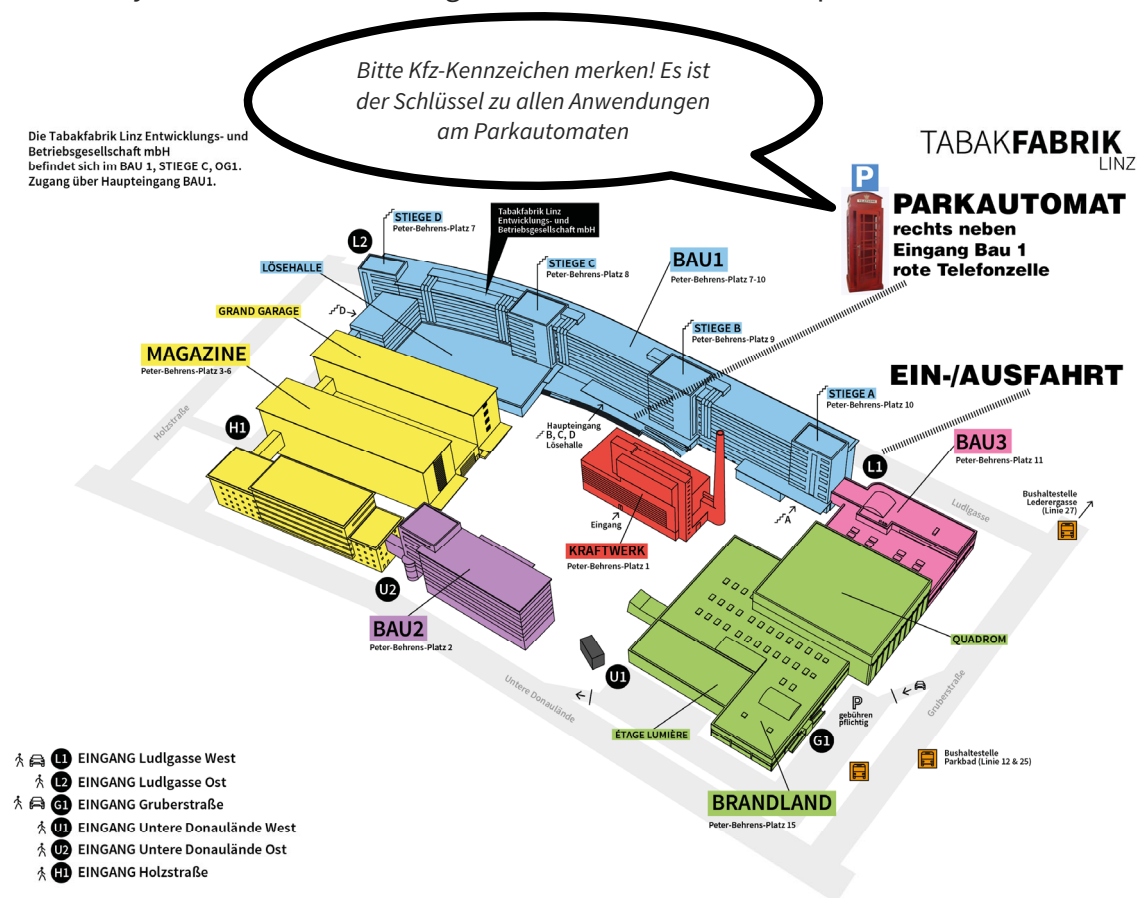 Bitte Kfz-Kennzeichen merken! Es ist
der Schlüssel zu allen Anwendungen
am Parkautomaten
Die Tabakfabrik Linz Entwicklungs- und
Betriebsgesellschaft mbH
befindet sich im BAU 1, STIEGE C, OG1.
Zugang über Haupteingang BAU1.
TABAKFABRIK
LINZ
P
PARKAUTOMAT
rechts neben
Eingang Bau 1
rote Telefonzelle
STIEGE D
Peter-Behrens-Platz 7
Tabakfabrik Linz
Entwicklungs- und
Betriebsgesellschaft mbH
L2
LÖSEHALLE
STIEGE C
Peter-Behrens-Platz 8
BAU1
Peter-Behrens-Platz 7-10
D
GRAND GARAGE
STIEGE B
Peter-Behrens-Platz 9
MAGAZINE
Peter-Behrens-Platz 3-6
EIN-/AUSFAHRT
STIEGE A
Peter-Behrens-Platz 10
Holzstraße
H1
Haupteingang
B, C, D
Lösehalle
L1
BAU3
Peter-Behrens-Platz 11
Ludlgasse
Bushaltestelle
Lederergasse
(Linie 27)
Eingang
A
KRAFTWERK
Peter-Behrens-Platz 1
U2
BAU2
Peter-Behrens-Platz 2
QUADROM
U1
Untere Donaulände
Gruberstraße
P
gebühren
pflichtig
ÉTAGE LUMIÈRE
G1
Bushaltestelle
Parkbad (Linie 12 & 25)
BRANDLAND
Peter-Behrens-Platz 15
L1 EINGANG Ludlgasse West
L2 EINGANG Ludlgasse Ost
G1 EINGANG Gruberstraße
U1 EINGANG Untere Donaulände West
U2 EINGANG Untere Donaulände Ost
H1 EINGANG Holzstraße